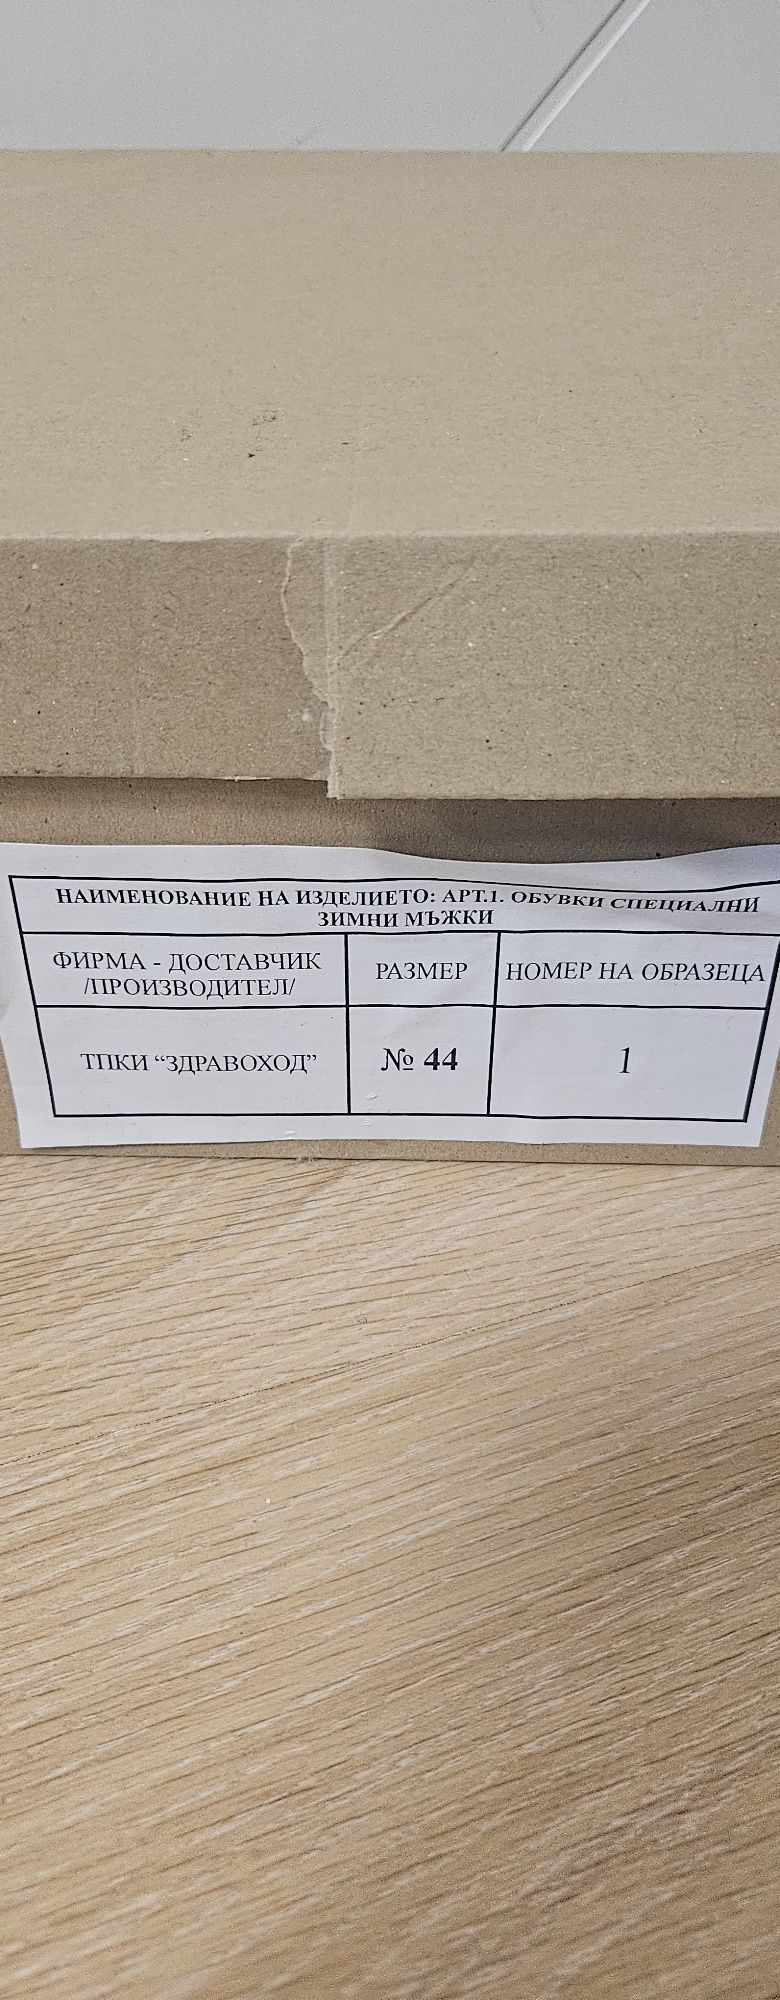 НАИМЕНОВАНИЕ НА ИЗДЕЛИЕТО: АРТ.1. ОБУВКИ СПЕЦИАЛНИ
ЗИМНИ МЪЖКИ
ФИРМА - ДОСТАВЧИК
/ПРОИЗВОДИТЕЛ/
РАЗМЕР
НОМЕР НА ОБРАЗЕЦА
ТПКИ “ЗДРАВОХОД”
№ 44
1